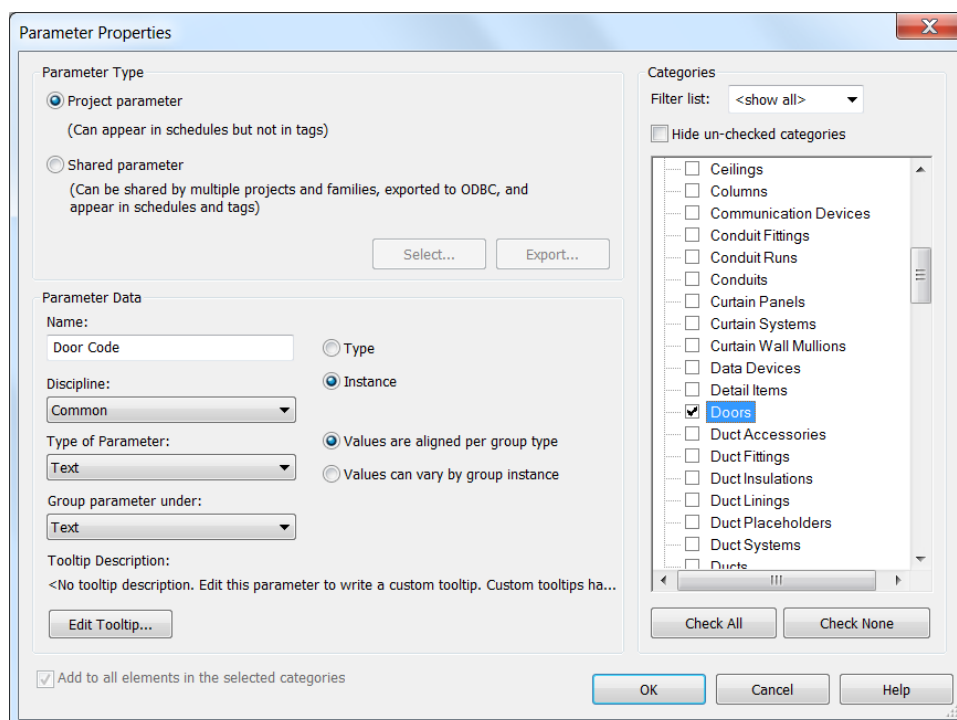 Parameter Properties
Parameter Type
Project parameter
(Can appear in schedules but not in tags)
Shared parameter
(Can be shared by multiple projects and families, exported to ODBC, and
appear in schedules and tags)
Select...
Export...
Parameter Data
Name:
Door Code
Type
Instance
Discipline:
Common
Type of Parameter:
Text
Values are aligned per group type
Values can vary by group instance
Group parameter under:
Text
Tooltip Description:
<No tooltip description. Edit this parameter to write a custom tooltip. Custom tooltips ha...
Edit Tooltip...
Add to all elements in the selected categories
Categories
Filter list:
<show all>
Hide un-checked categories
Ceilings
Columns
Communication Devices
Conduit Fittings
Conduit Runs
Conduits
Curtain Panels
Curtain Systems
Curtain Wall Mullions
Data Devices
Detail Items
Doors
Duct Accessories
Duct Fittings
Duct Insulations
Duct Linings
Duct Placeholders
Duct Systems
Ducts
Check All
Check None
OK
Cancel
Help